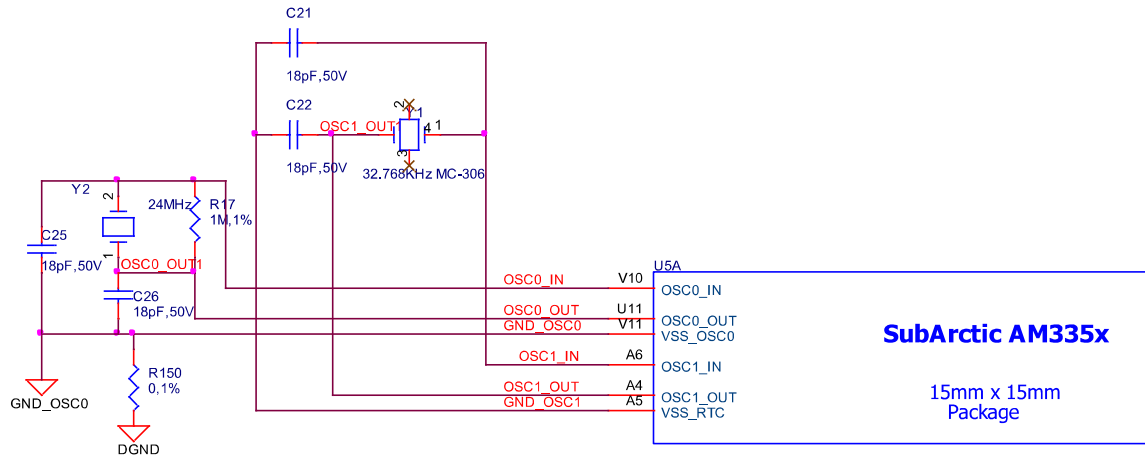 C21
18pF,50V
C22
OSC1_OUT1
2
1
4
1
3
18pF,50V
32.768KHz MC-306
Y2
2
24MHz
R17
1M,1%
C25
18pF,50V
1
OSC0_OUT1
C26
18pF,50V
U5A
OSC0_IN
V10
OSC0_IN
OSC0_OUT
U11
OSC0_OUT
GND_OSC0
V11
VSS_OSC0
SubArctic AM335x
OSC1_IN
A6
OSC1_IN
R150
0,1%
GND_OSC0
OSC1_OUT
A4
OSC1_OUT
15mm x 15mm
GND_OSC1
A5
VSS_RTC
Package
DGND